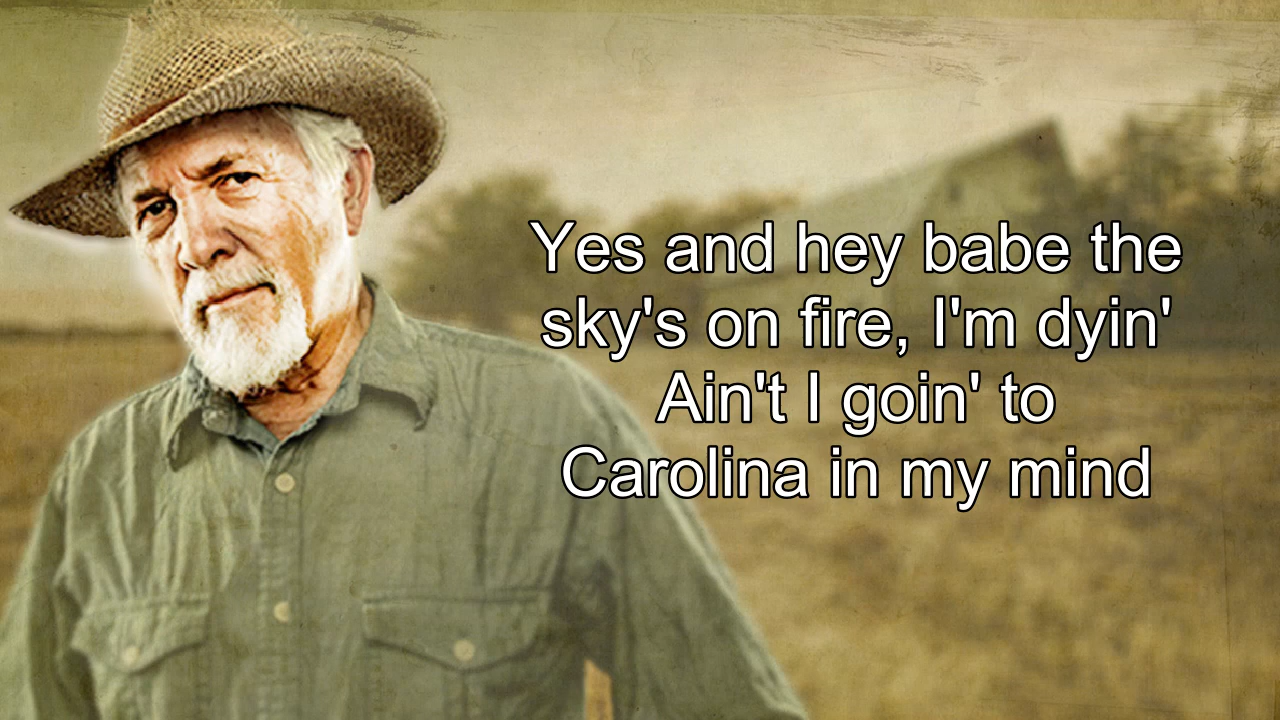 Yes and hey babe the
sky's on fire, I'm dyin'
Ain't I goin' to
Carolina in my mind